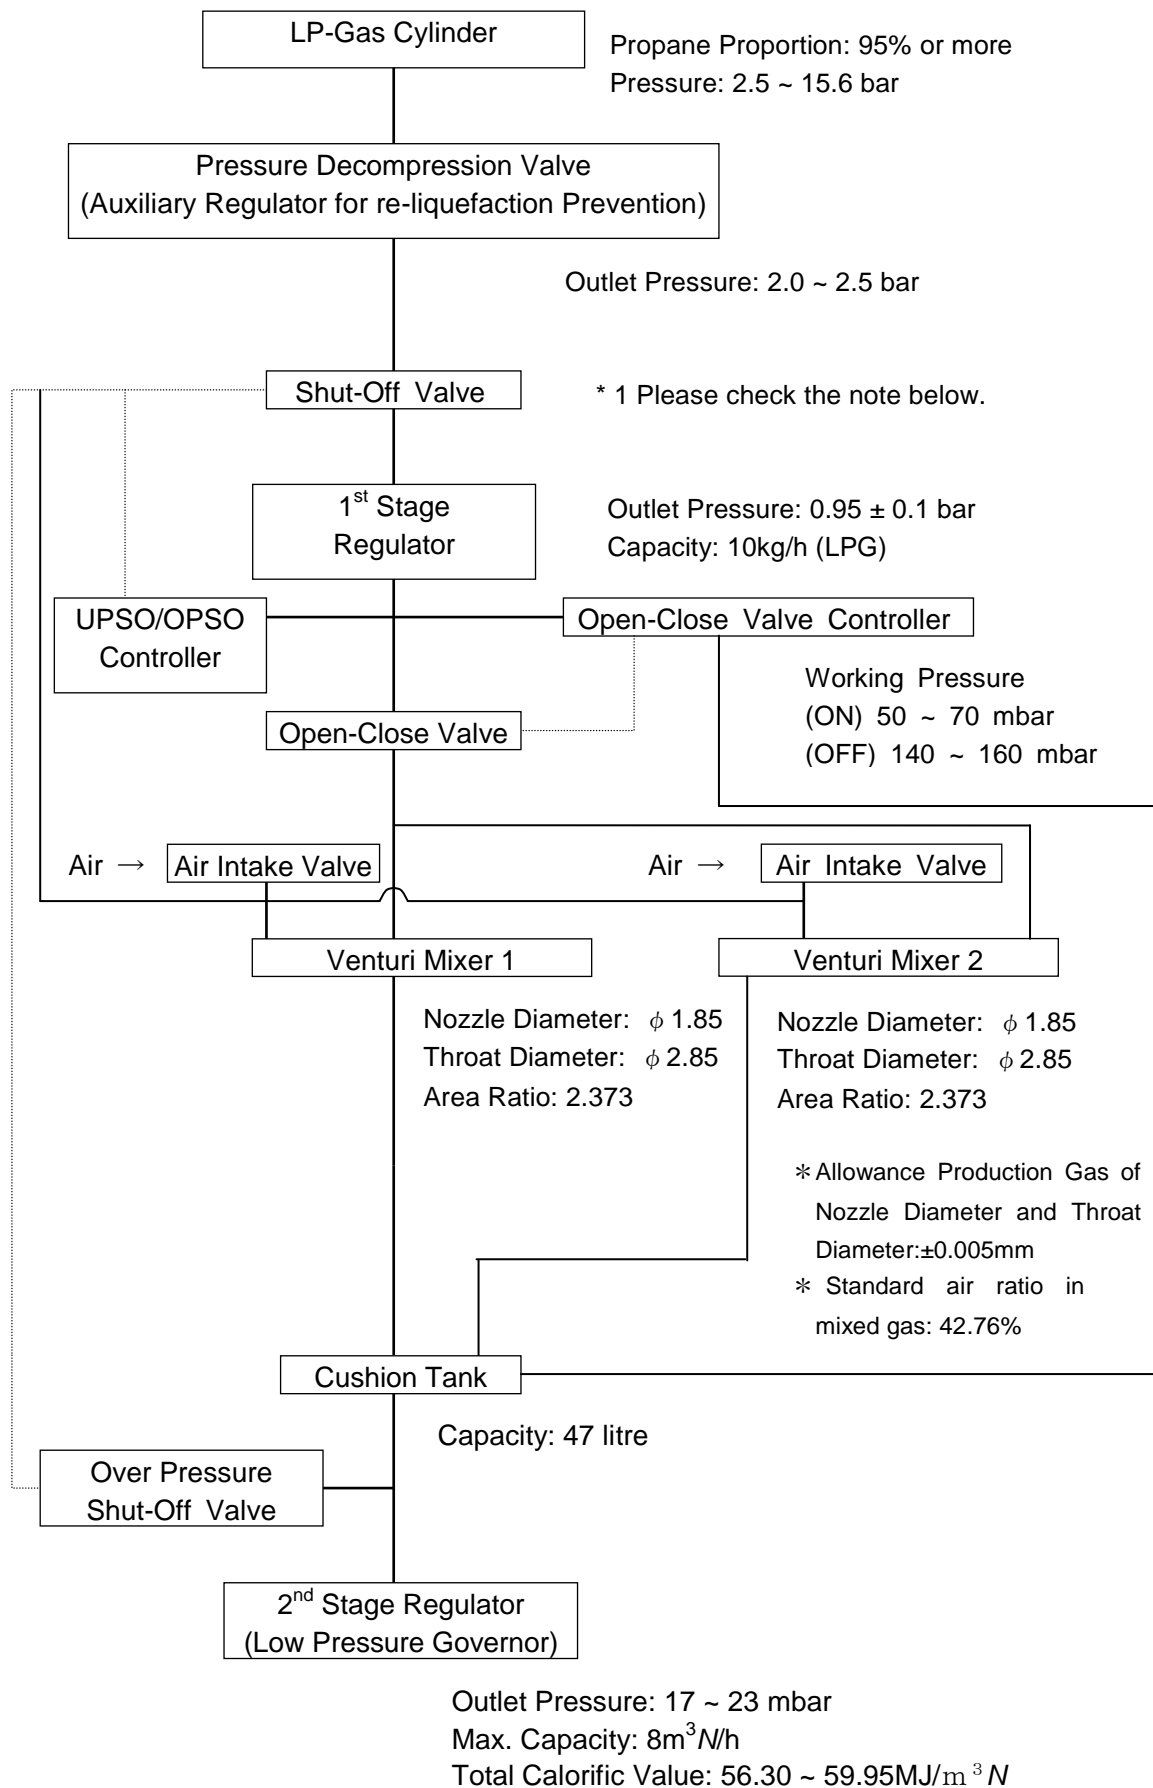 LP-Gas Cylinder
Propane Proportion: 95% or more
Pressure: 2.5 ~ 15.6 bar
Pressure Decompression Valve
(Auxiliary Regulator for re-liquefaction Prevention)
Outlet Pressure: 2.0 ~ 2.5 bar
Shut-Off Valve
* 1 Please check the note below.
1st Stage
Regulator
Outlet Pressure: 0.95 ± 0.1 bar
Capacity: 10kg/h (LPG)
UPSO/OPSO
Controller
Open-Close Valve Controller
Working Pressure
(ON) 50 ~ 70 mbar
(OFF) 140 ~ 160 mbar
Open-Close Valve
Air →
Air Intake Valve
Air →
Air Intake Valve
Venturi Mixer 1
Venturi Mixer 2
Nozzle Diameter: φ 1.85
Throat Diameter: φ 2.85
Area Ratio: 2.373
Nozzle Diameter: φ 1.85
Throat Diameter: φ 2.85
Area Ratio: 2.373
＊Allowance Production Gas of
Nozzle Diameter and Throat
Diameter:±0.005mm
＊ Standard air ratio in
mixed gas: 42.76%
Cushion Tank
Capacity: 47 litre
Over Pressure
Shut-Off Valve
2nd Stage Regulator
(Low Pressure Governor)
Outlet Pressure: 17 ~ 23 mbar
Max. Capacity: 8m³N/h
Total Calorific Value: 56.30 ~ 59.95MJ/ｍ³N